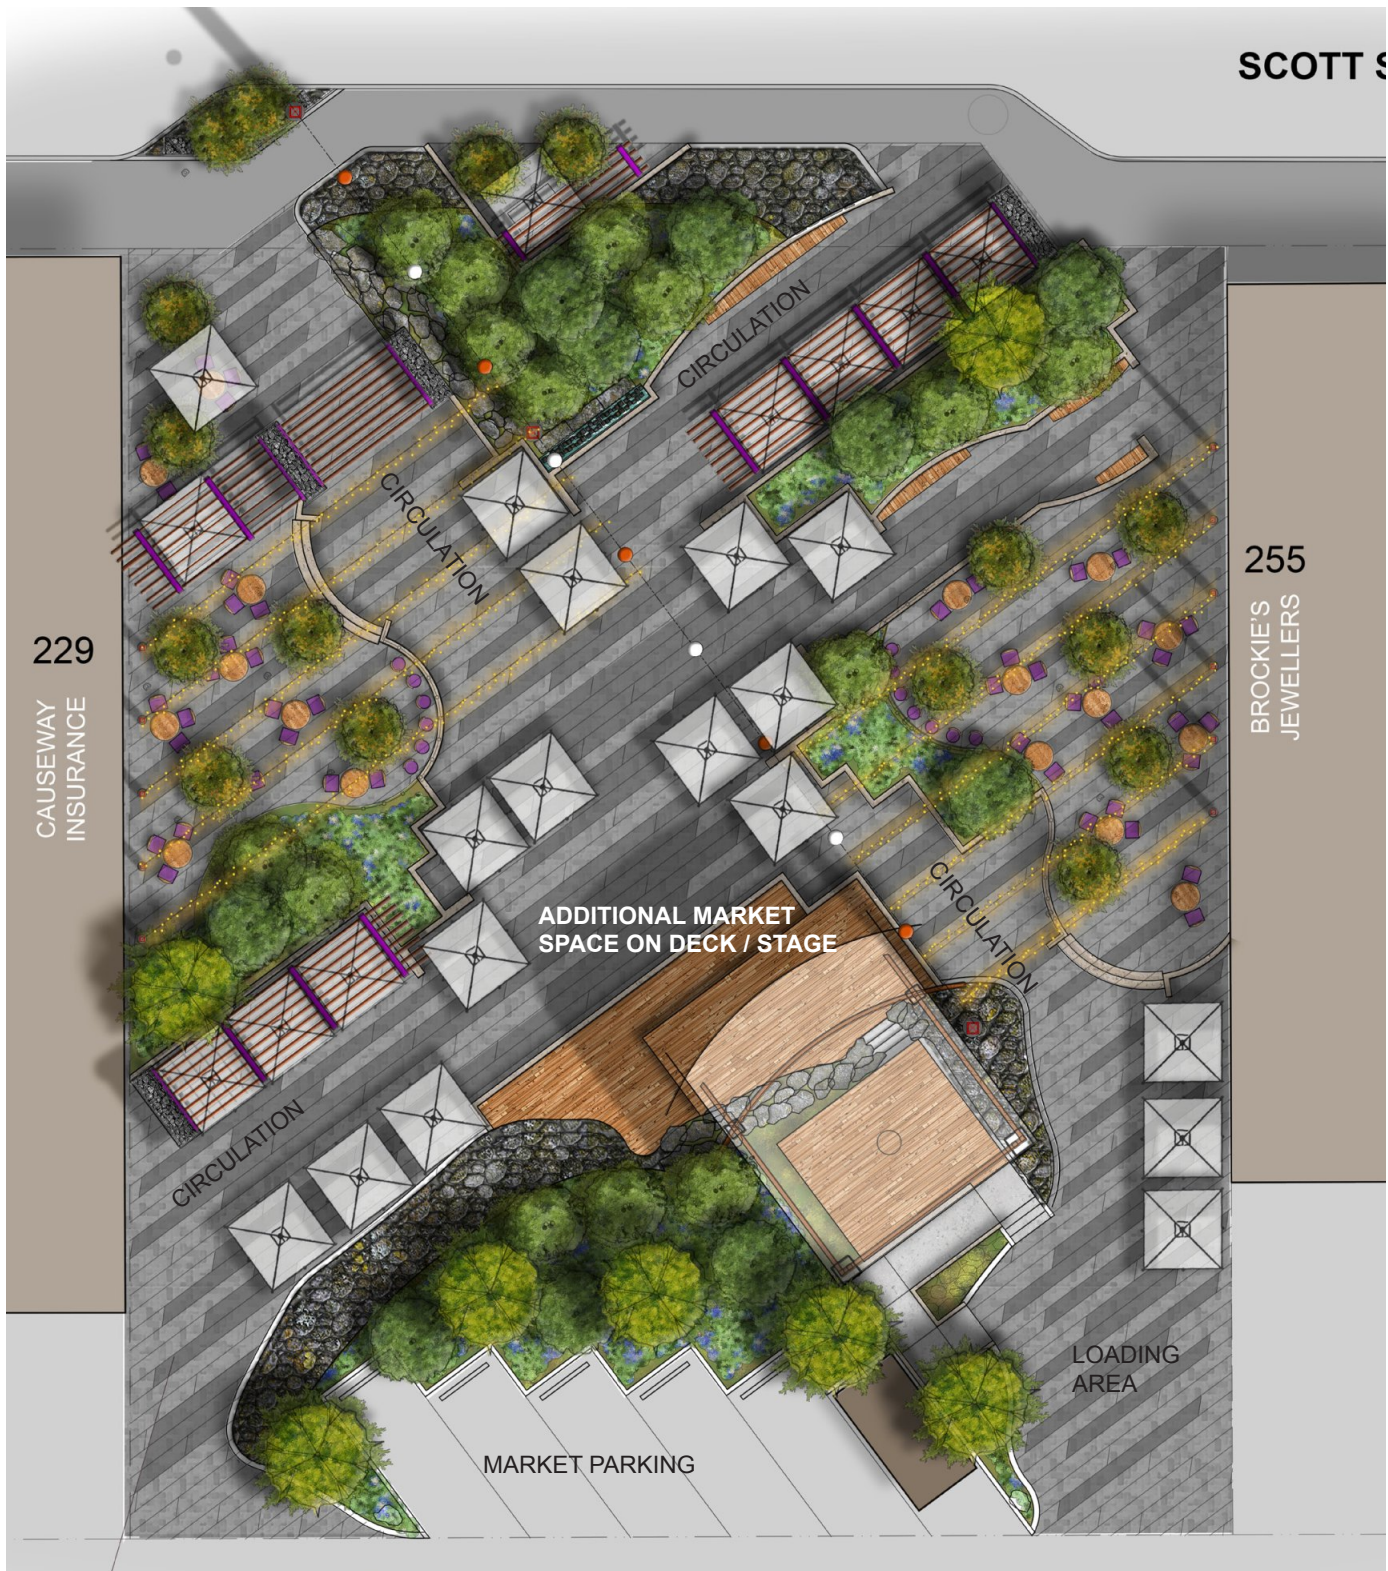 SCOTT S
CIRCULATION
CIRCULATION
229
CAUSEWAY
INSURANCE
255
BROCKIE'S
JEWELLERS
ADDITIONAL MARKET
SPACE ON DECK / STAGE
CIRCULATION
CIRCULATION
LOADING
AREA
MARKET PARKING